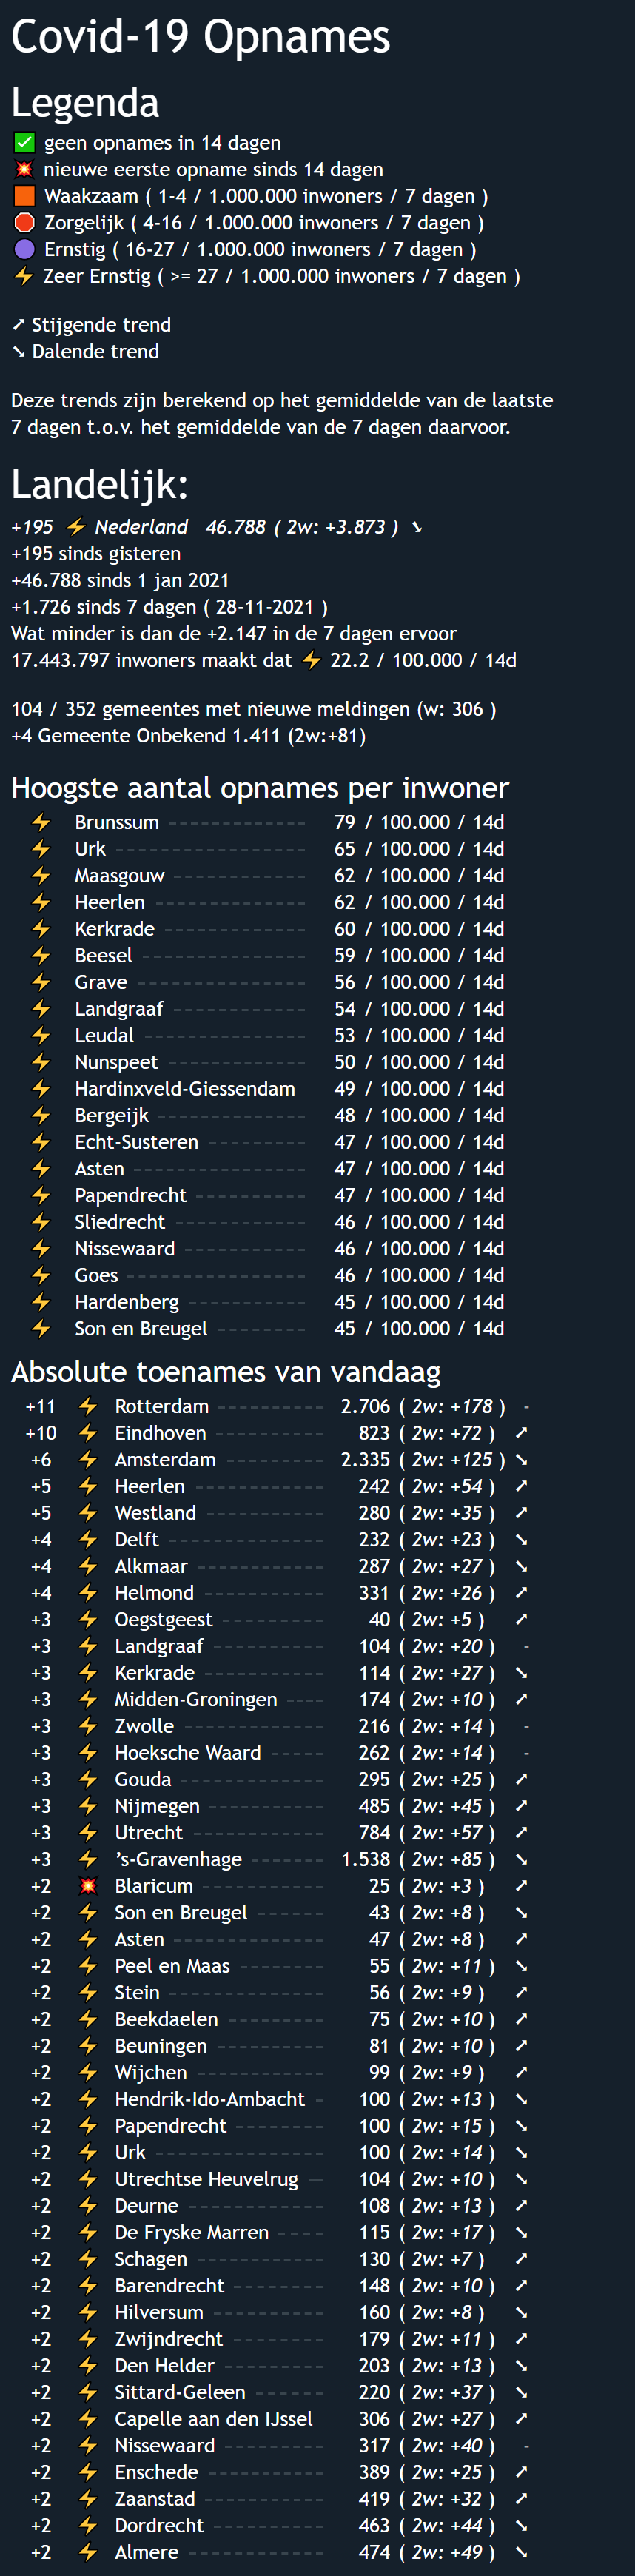 Covid-19 Opnames
Legenda
✅ geen opnames in 14 dagen
💥 nieuwe eerste opname sinds 14 dagen
🟧 Waakzaam ( 1-4 / 1.000.000 inwoners / 7 dagen )
🛑 Zorgelijk ( 4-16 / 1.000.000 inwoners / 7 dagen )
🟣 Ernstig ( 16-27 / 1.000.000 inwoners / 7 dagen )
⚡ Zeer Ernstig ( >= 27 / 1.000.000 inwoners / 7 dagen )
➚ Stijgende trend
➘ Dalende trend
Deze trends zijn berekend op het gemiddelde van de laatste
7 dagen t.o.v. het gemiddelde van de 7 dagen daarvoor.
Landelijk:
+195 ⚡ Nederland 46.788 ( 2w: +3.873 ) ➘
+195 sinds gisteren
+46.788 sinds 1 jan 2021
+1.726 sinds 7 dagen ( 28-11-2021 )
Wat minder is dan de +2.147 in de 7 dagen ervoor
17.443.797 inwoners maakt dat ⚡ 22.2 / 100.000 / 14d
104 / 352 gemeentes met nieuwe meldingen (w: 306 )
+4 Gemeente Onbekend 1.411 (2w:+81)
Hoogste aantal opnames per inwoner
⚡ Brunssum 79 / 100.000 / 14d
⚡ Urk 65 / 100.000 / 14d
⚡ Maasgouw 62 / 100.000 / 14d
⚡ Heerlen 62 / 100.000 / 14d
⚡ Kerkrade 60 / 100.000 / 14d
⚡ Beesel 59 / 100.000 / 14d
⚡ Grave 56 / 100.000 / 14d
⚡ Landgraaf 54 / 100.000 / 14d
⚡ Leudal 53 / 100.000 / 14d
⚡ Nunspeet 50 / 100.000 / 14d
⚡ Hardinxveld-Giessendam 49 / 100.000 / 14d
⚡ Bergeijk 48 / 100.000 / 14d
⚡ Echt-Susteren 47 / 100.000 / 14d
⚡ Asten 47 / 100.000 / 14d
⚡ Papendrecht 47 / 100.000 / 14d
⚡ Sliedrecht 46 / 100.000 / 14d
⚡ Nissewaard 46 / 100.000 / 14d
⚡ Goes 46 / 100.000 / 14d
⚡ Hardenberg 45 / 100.000 / 14d
⚡ Son en Breugel 45 / 100.000 / 14d
Absolute toenames van vandaag
+11 ⚡ Rotterdam 2.706 ( 2w: +178 ) -
+10 ⚡ Eindhoven 823 ( 2w: +72 ) ➚
+6 ⚡ Amsterdam 2.335 ( 2w: +125 ) ➘
+5 ⚡ Heerlen 242 ( 2w: +54 ) ➚
+5 ⚡ Westland 280 ( 2w: +35 ) ➚
+4 ⚡ Delft 232 ( 2w: +23 ) ➘
+4 ⚡ Alkmaar 287 ( 2w: +27 ) ➘
+4 ⚡ Helmond 331 ( 2w: +26 ) ➚
+3 ⚡ Oegstgeest 40 ( 2w: +5 ) ➚
+3 ⚡ Landgraaf 104 ( 2w: +20 ) -
+3 ⚡ Kerkrade 114 ( 2w: +27 ) ➘
+3 ⚡ Midden-Groningen 174 ( 2w: +10 ) ➚
+3 ⚡ Zwolle 216 ( 2w: +14 ) -
+3 ⚡ Hoeksche Waard 262 ( 2w: +14 ) -
+3 ⚡ Gouda 295 ( 2w: +25 ) ➚
+3 ⚡ Nijmegen 485 ( 2w: +45 ) ➚
+3 ⚡ Utrecht 784 ( 2w: +57 ) ➚
+3 ⚡ ’s-Gravenhage 1.538 ( 2w: +85 ) ➘
+2 💥 Blaricum 25 ( 2w: +3 ) ➚
+2 ⚡ Son en Breugel 43 ( 2w: +8 ) ➘
+2 ⚡ Asten 47 ( 2w: +8 ) ➚
+2 ⚡ Peel en Maas 55 ( 2w: +11 ) ➘
+2 ⚡ Stein 56 ( 2w: +9 ) ➚
+2 ⚡ Beekdaelen 75 ( 2w: +10 ) ➚
+2 ⚡ Beuningen 81 ( 2w: +10 ) ➚
+2 ⚡ Wijchen 99 ( 2w: +9 ) ➚
+2 ⚡ Hendrik-Ido-Ambacht 100 ( 2w: +13 ) ➘
+2 ⚡ Papendrecht 100 ( 2w: +15 ) ➘
+2 ⚡ Urk 100 ( 2w: +14 ) ➘
+2 ⚡ Utrechtse Heuvelrug 104 ( 2w: +10 ) ➘
+2 ⚡ Deurne 108 ( 2w: +13 ) ➚
+2 ⚡ De Fryske Marren 115 ( 2w: +17 ) ➘
+2 ⚡ Schagen 130 ( 2w: +7 ) ➚
+2 ⚡ Barendrecht 148 ( 2w: +10 ) ➚
+2 ⚡ Hilversum 160 ( 2w: +8 ) ➘
+2 ⚡ Zwijndrecht 179 ( 2w: +11 ) ➚
+2 ⚡ Den Helder 203 ( 2w: +13 ) ➘
+2 ⚡ Sittard-Geleen 220 ( 2w: +37 ) ➘
+2 ⚡ Capelle aan den IJssel 306 ( 2w: +27 ) ➚
+2 ⚡ Nissewaard 317 ( 2w: +40 ) -
+2 ⚡ Enschede 389 ( 2w: +25 ) ➚
+2 ⚡ Zaanstad 419 ( 2w: +32 ) ➚
+2 ⚡ Dordrecht 463 ( 2w: +44 ) ➘
+2 ⚡ Almere 474 ( 2w: +49 ) ➘